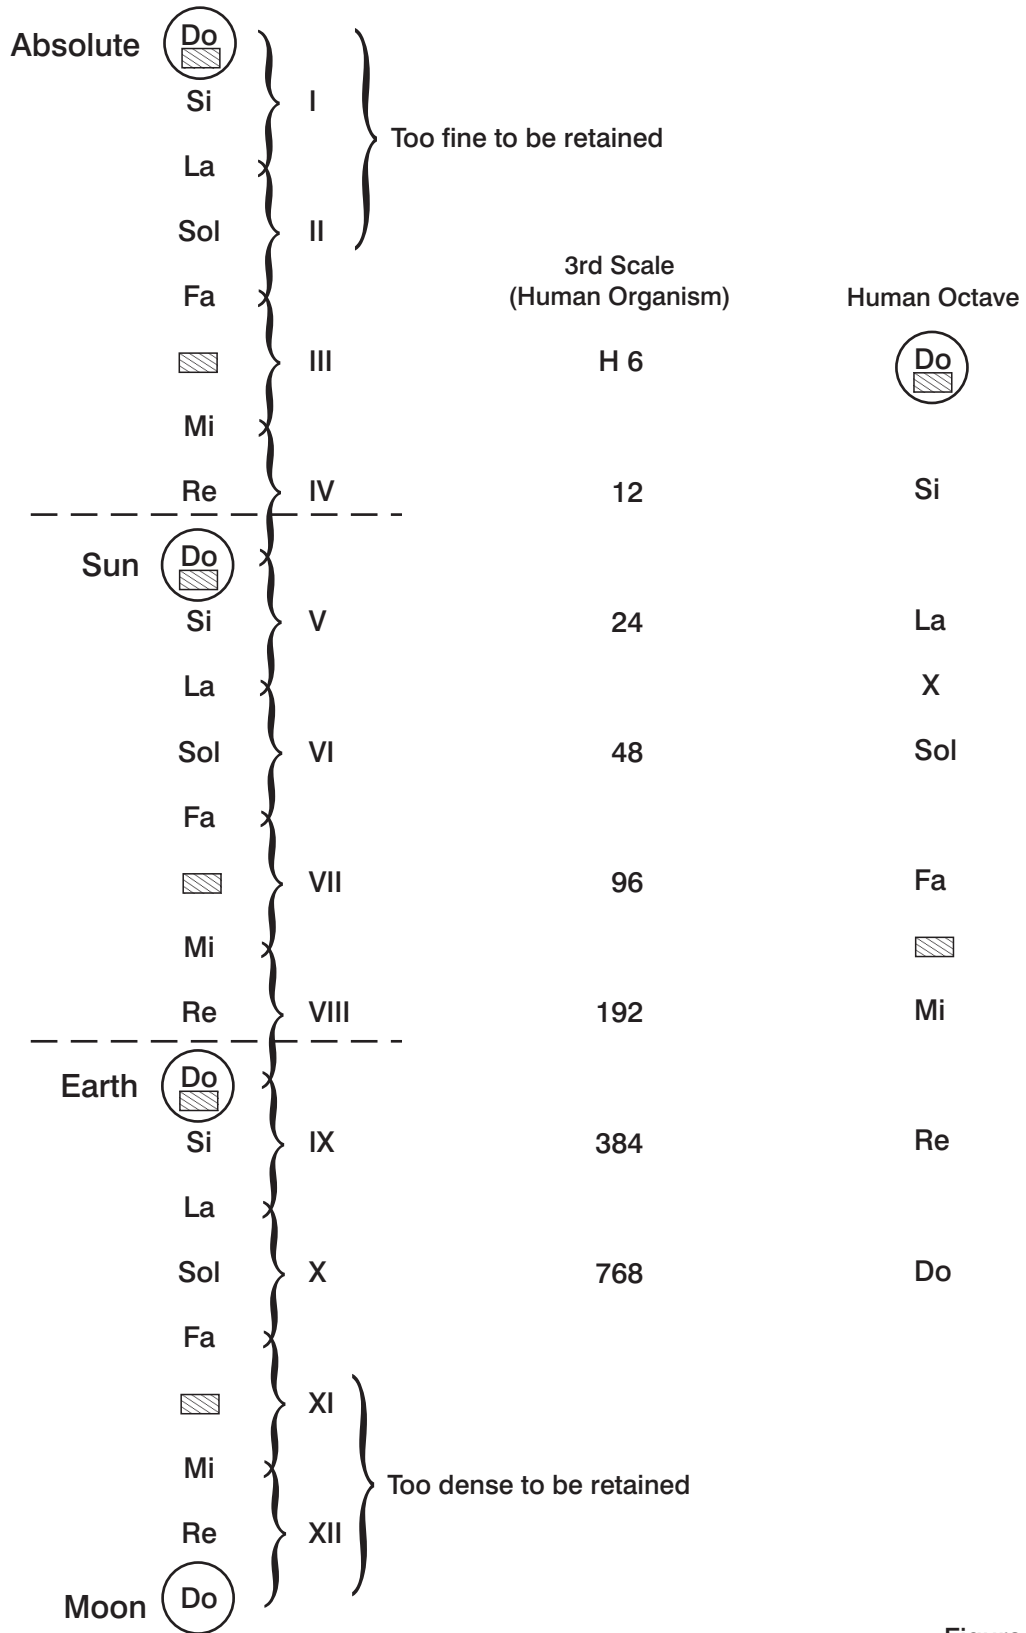 Absolute Do
Si I
Too fine to be retained
La
Sol II
3rd Scale
(Human Organism) Human Octave
Fa
III H 6 Do
Mi
Re IV 12 Si
Sun Do
Si V 24 La
La X
Sol VI 48 Sol
Fa
VII 96 Fa
Mi
Re VIII 192 Mi
Earth Do
Si IX 384 Re
La
Sol X 768 Do
Fa
XI
Mi
Too dense to be retained
Re XII
Moon Do